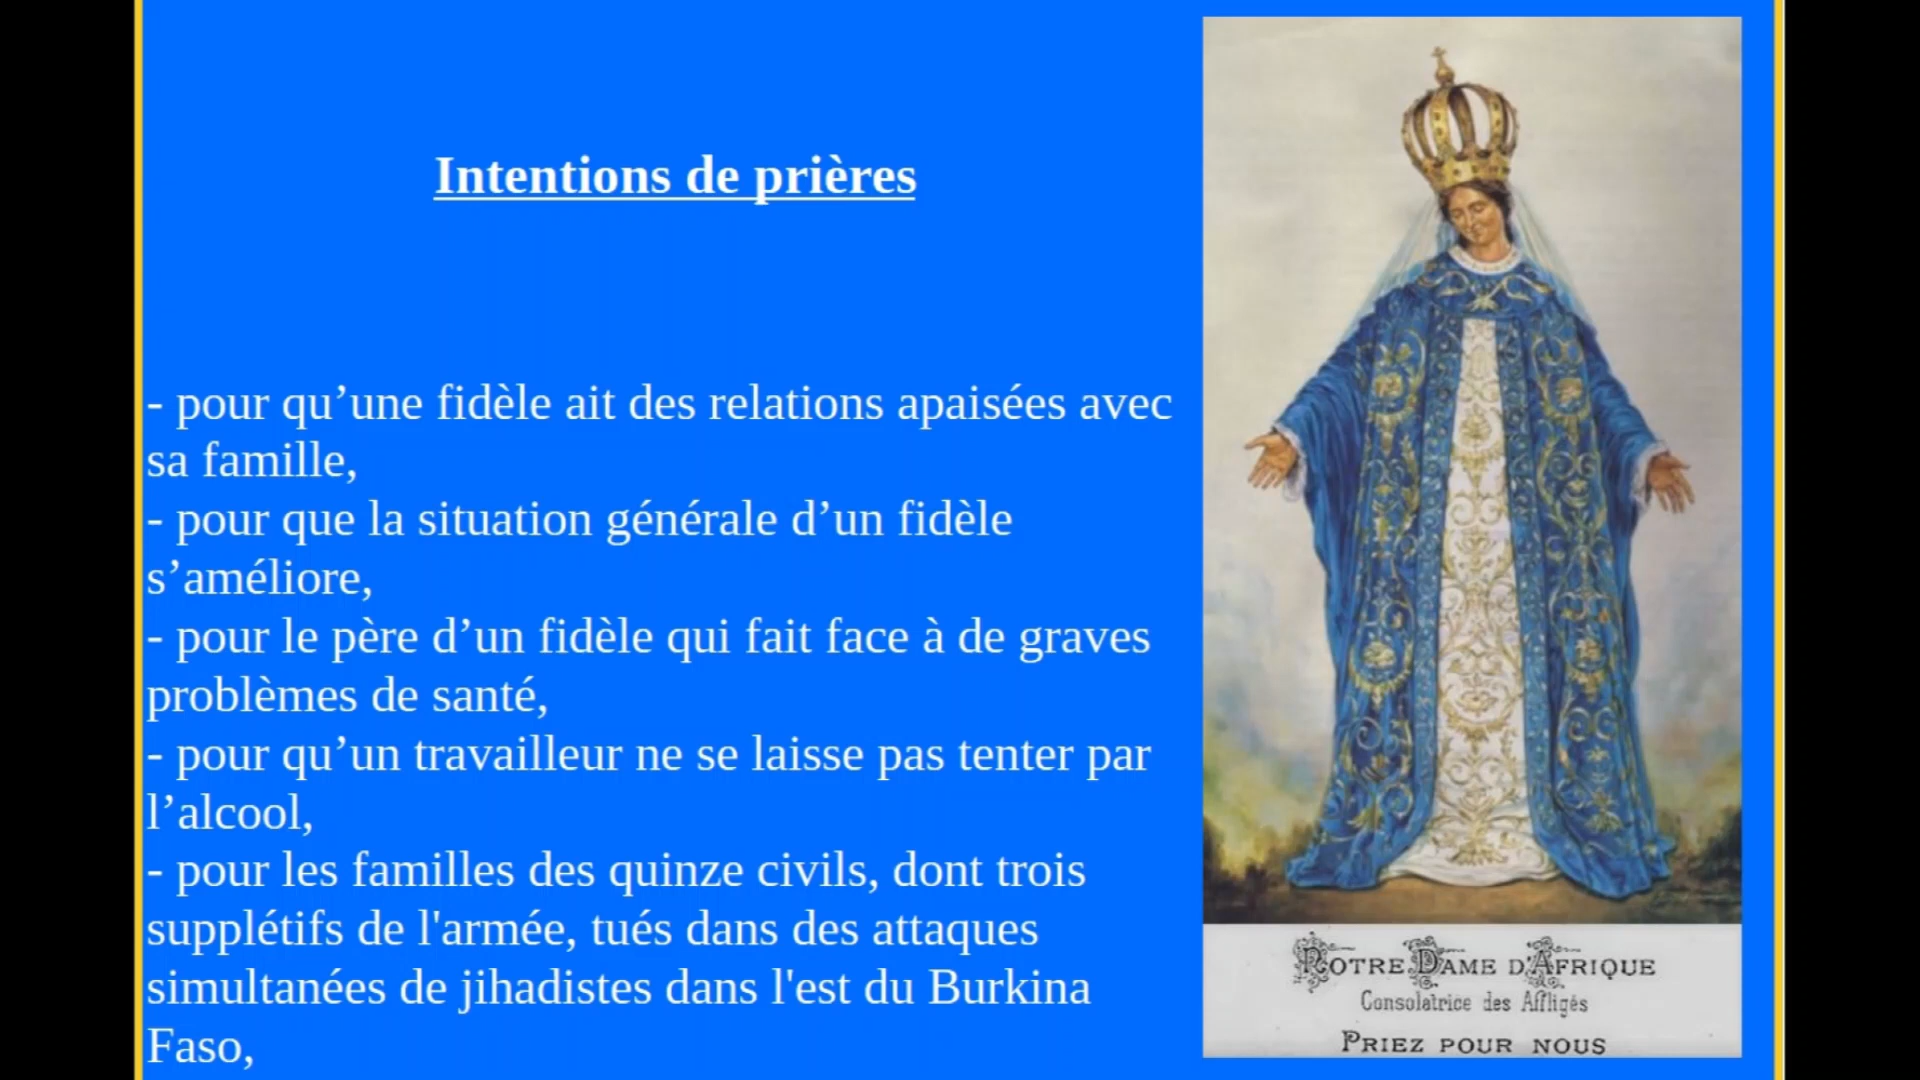 Intentions de prières
- pour qu’une fidèle ait des relations apaisées avec
sa famille,
- pour que la situation générale d’un fidèle
s’améliore,
- pour le père d’un fidèle qui fait face à de graves
problèmes de santé,
- pour qu’un travailleur ne se laisse pas tenter par
l’alcool,
- pour les familles des quinze civils, dont trois
supplétifs de l'armée, tués dans des attaques
simultanées de jihadistes dans l'est du Burkina
Faso,
NOTRE DAME D'AFRIQUE
Consolatrice des Affligés
PRIEZ POUR NOUS